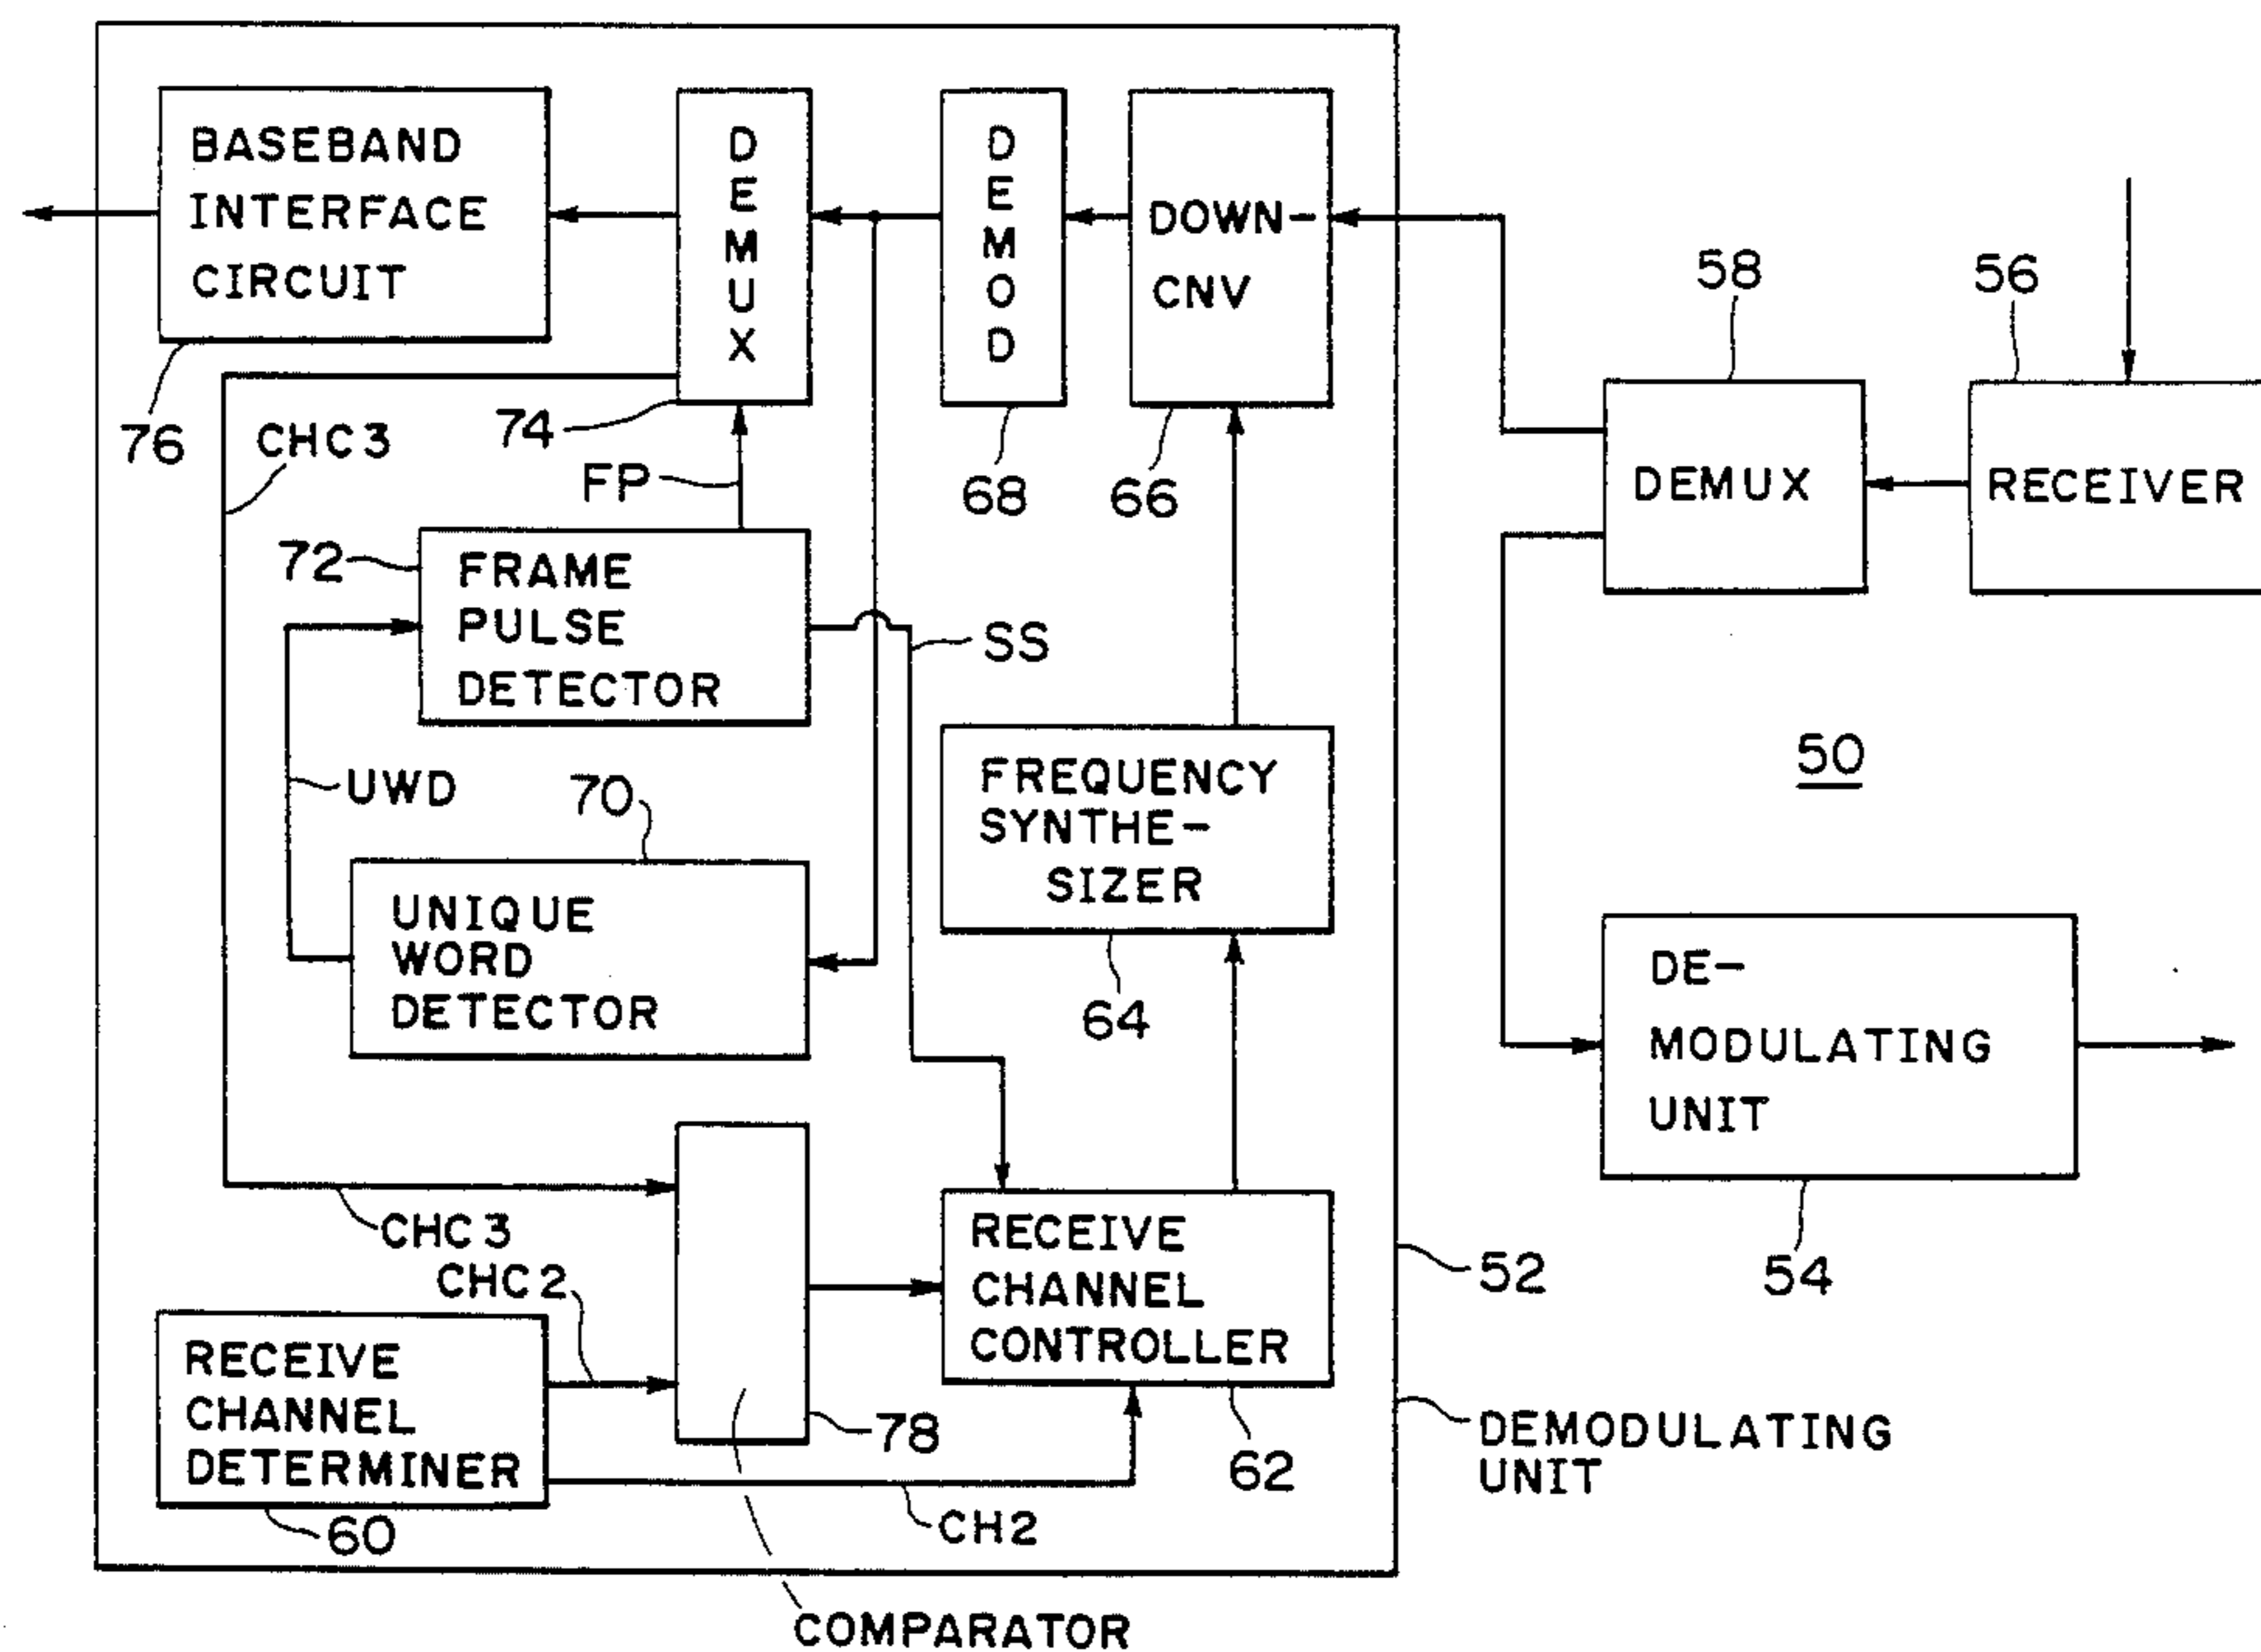 BASEBAND
INTERFACE
CIRCUIT
76
DEMUX
74
DEMOD
68
DOWN-
CNV
66
58
DEMUX
56
RECEIVER
CHC3
FP
72
FRAME
PULSE
DETECTOR
SS
UWD
70
UNIQUE
WORD
DETECTOR
FREQUENCY
SYNTHE-
SIZER
64
50
DE-
MODULATING
UNIT
54
CHC3
CHC2
RECEIVE
CHANNEL
DETERMINER
60
78
RECEIVE
CHANNEL
CONTROLLER
62
CH2
52
DEMODULATING
UNIT
COMPARATOR